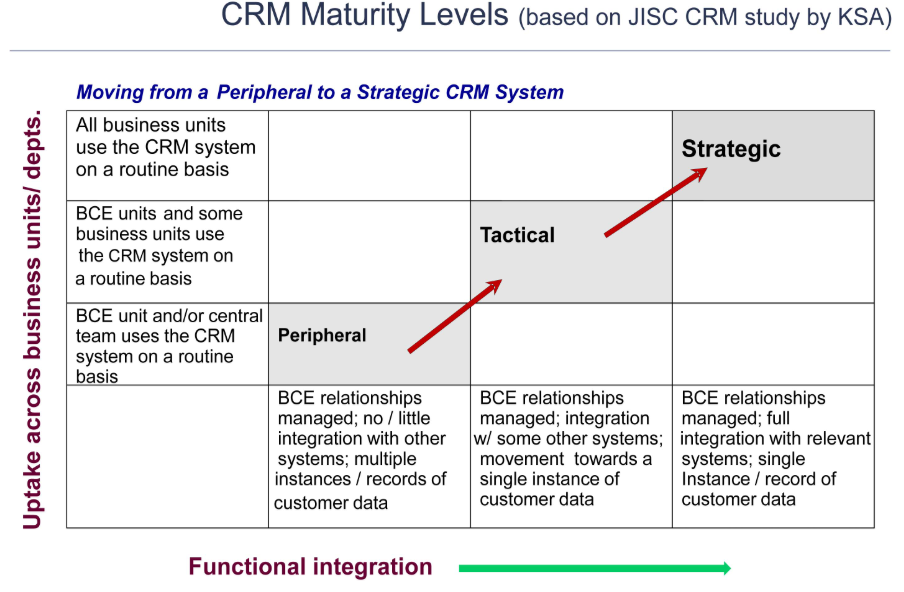 CRM Maturity Levels (based on JISC CRM study by KSA)
Moving from a Peripheral to a Strategic CRM System
Uptake across business units/ depts.
All business units
use the CRM system
on a routine basis
Strategic
BCE units and some
business units use
the CRM system on
a routine basis
Tactical
BCE unit and/or central
team uses the CRM
system on a routine
basis
Peripheral
BCE relationships
managed; no / little
integration with other
systems; multiple
instances / records of
customer data
BCE relationships
managed; integration
w/ some other systems;
movement towards a
single instance of
customer data
BCE relationships
managed; full
integration with relevant
systems; single
Instance / record of
customer data
Functional integration